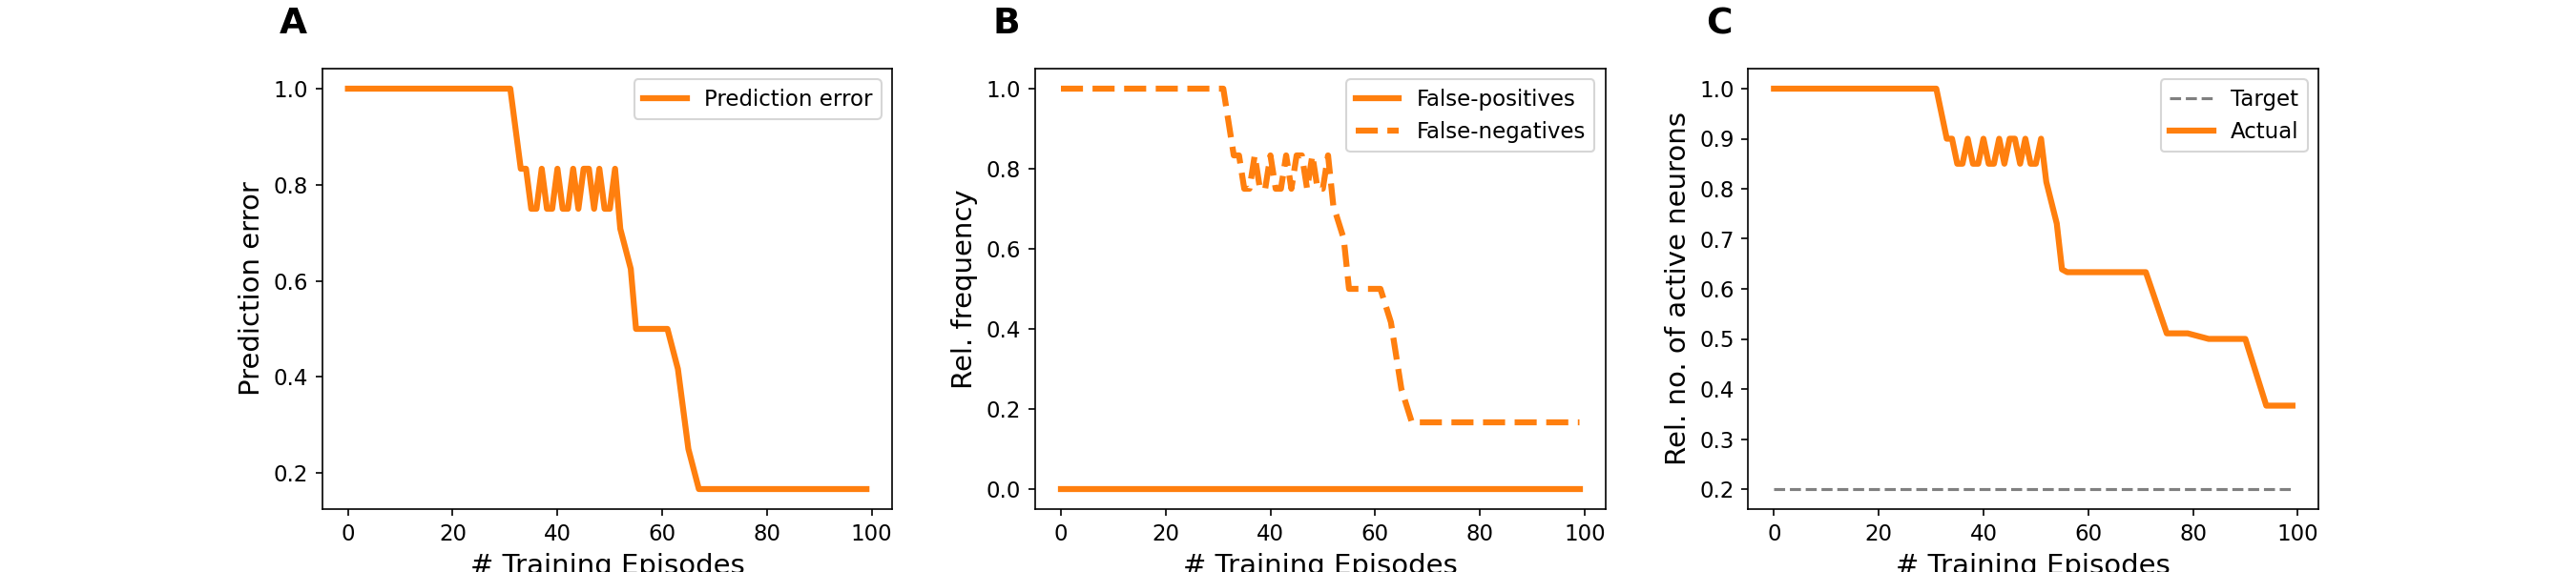 A
Prediction error
1.0
0.8
0.6
0.4
0.2
Prediction error
0
20
40
60
80
100
# Training Episodes
B
False-positives
False-negatives
1.0
0.8
0.6
0.4
0.2
0.0
Rel. frequency
0
20
40
60
80
100
# Training Episodes
C
Target
Actual
1.0
0.9
0.8
0.7
0.6
0.5
0.4
0.3
0.2
Rel. no. of active neurons
0
20
40
60
80
100
# Training Episodes